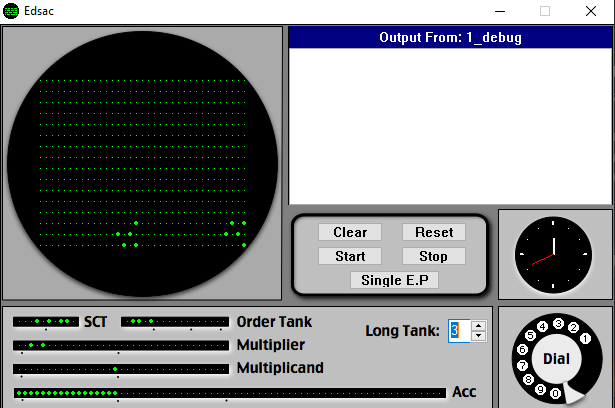 Edsac
Output From: 1_debug
Clear Reset
Start Stop
Single E.P
SCT Order Tank
Long Tank: 3
Multiplier
Multiplicand
Acc
1 2 3 4 5 6 7 8 9 0
Dial